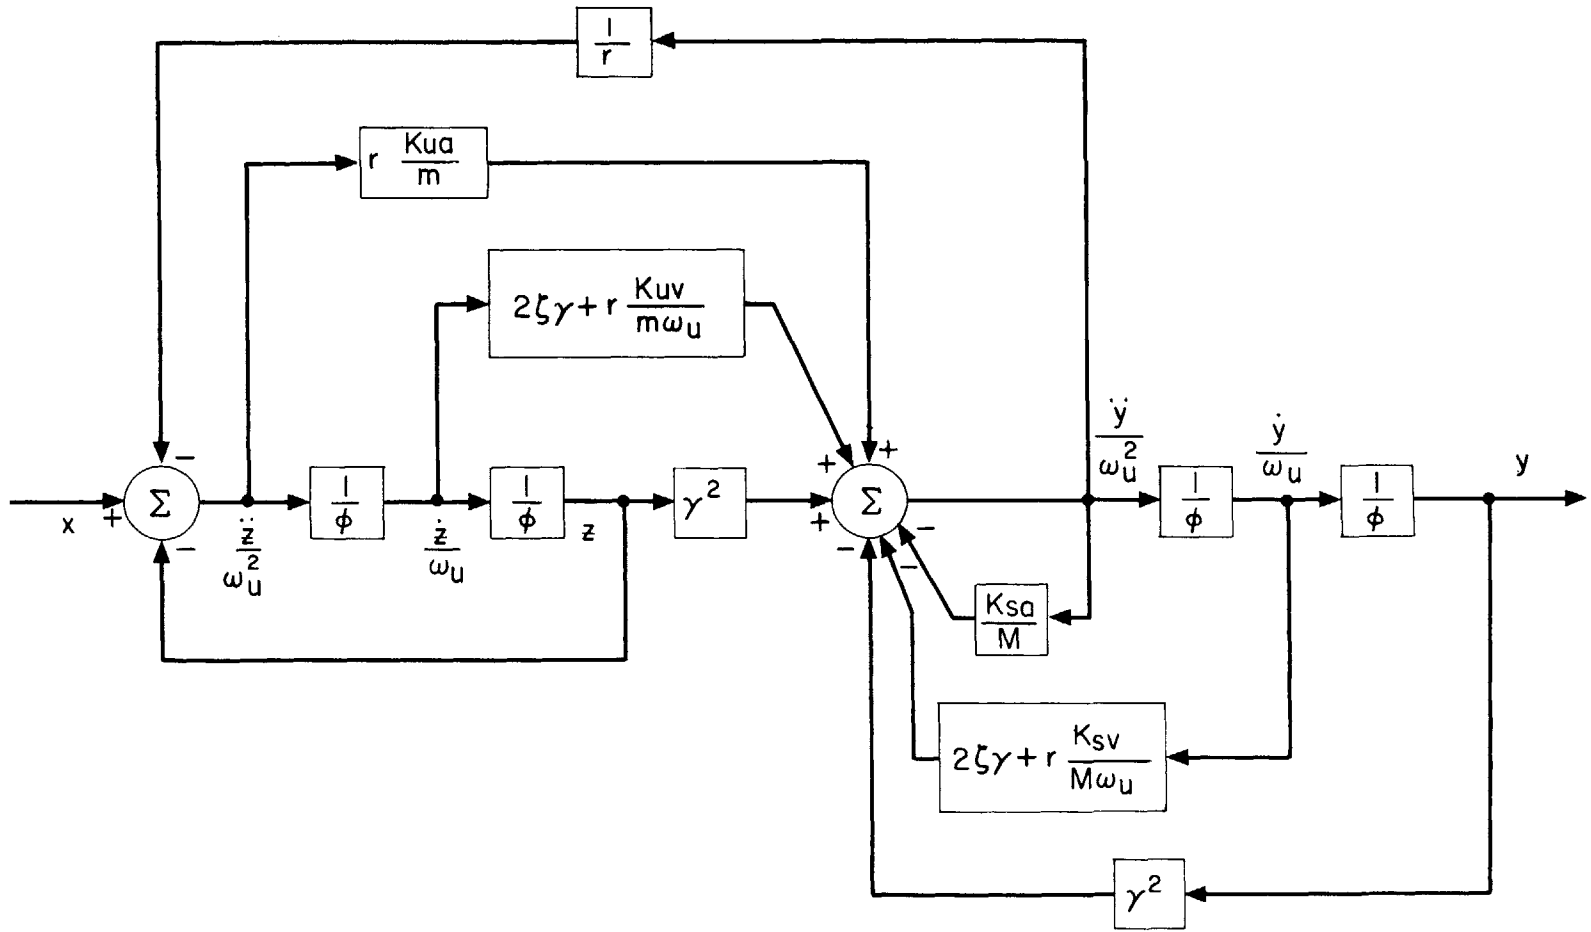 1/r
r Kua/m
2ζγ + r Kuv/mωu
x
+
−
−
Σ
z̈/ωu²
1/φ
ż/ωu
1/φ
z
γ²
+
+
+
−
−
−
Σ
ÿ/ωu²
1/φ
ẏ/ωu
1/φ
y
Ksa/M
2ζγ + r Ksv/Mωu
γ²